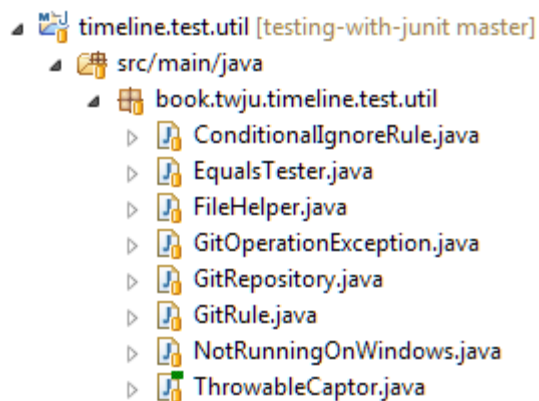 timeline.test.util [testing-with-junit master]
src/main/java
book.twju.timeline.test.util
ConditionalIgnoreRule.java
EqualsTester.java
FileHelper.java
GitOperationException.java
GitRepository.java
GitRule.java
NotRunningOnWindows.java
ThrowableCaptor.java